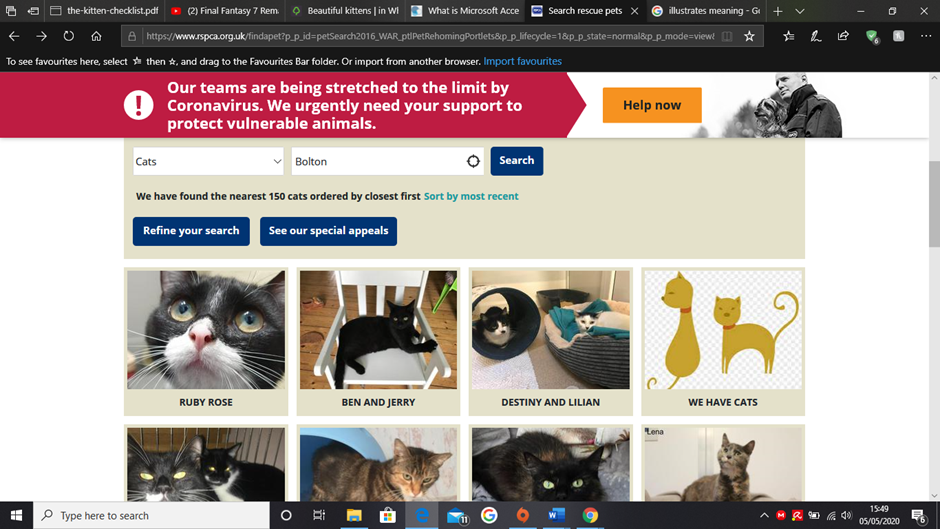 the-kitten-checklist.pdf
(2) Final Fantasy 7 Rema
Beautiful kittens | in Wl
What is Microsoft Acce
Search rescue pets
illustrates meaning - Go
https://www.rspca.org.uk/findapet?p_p_id=petSearch2016_WAR_ptlPetRehomingPortlets&p_p_lifecycle=1&p_p_state=normal&p_p_mode=view&
6
To see favourites here, select ☆ then ☆, and drag to the Favourites Bar folder. Or import from another browser. Import favourites
Our teams are being stretched to the limit by
Coronavirus. We urgently need your support to
protect vulnerable animals.
Help now
Cats
Bolton
Search
We have found the nearest 150 cats ordered by closest first Sort by most recent
Refine your search
See our special appeals
RUBY ROSE
BEN AND JERRY
DESTINY AND LILIAN
WE HAVE CATS
Lena
Type here to search
11
15:49
05/05/2020
6